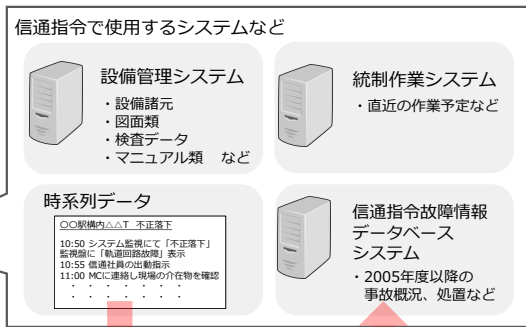 信通指令で使用するシステムなど
設備管理システム
・設備諸元
・図面類
・検査データ
・マニュアル類 など
統制作業システム
・直近の作業予定など
時系列データ
○○駅構内△△T 不正落下
10:50 システム監視にて「不正落下」
監視盤に「軌道回路故障」表示
10:55 信通社員の出動指示
11:00 MCに連絡し現場の介在物を確認
・ ・ ・ ・ ・ ・ ・
・ ・ ・ ・ ・ ・ ・
信通指令故障情報
データベース
システム
・2005年度以降の
事故概況、処置など